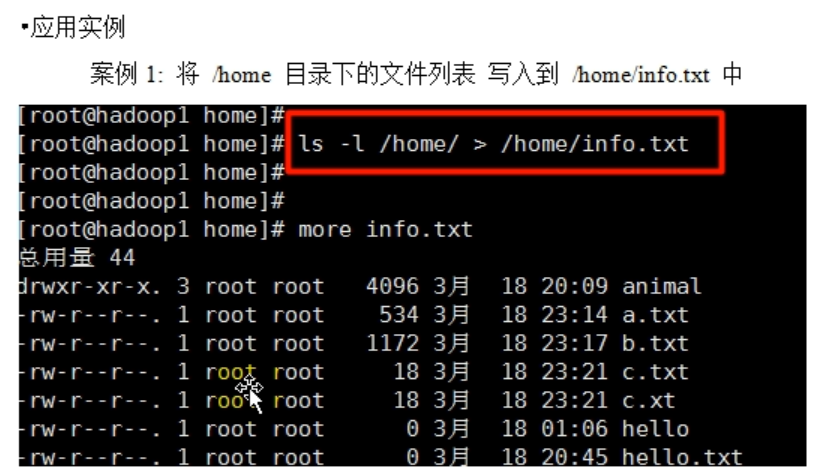 ▪应用实例
案例 1: 将 /home 目录下的文件列表 写入到 /home/info.txt 中
[root@hadoop1 home]#
[root@hadoop1 home]# ls -l /home/ > /home/info.txt
[root@hadoop1 home]#
[root@hadoop1 home]#
[root@hadoop1 home]# more info.txt
总用量 44
drwxr-xr-x. 3 root root 4096 3月 18 20:09 animal
-rw-r--r--. 1 root root 534 3月 18 23:14 a.txt
-rw-r--r--. 1 root root 1172 3月 18 23:17 b.txt
-rw-r--r--. 1 root root 18 3月 18 23:21 c.txt
-rw-r--r--. 1 root root 18 3月 18 23:21 c.xt
-rw-r--r--. 1 root root 0 3月 18 01:06 hello
-rw-r--r--. 1 root root 0 3月 18 20:45 hello.txt